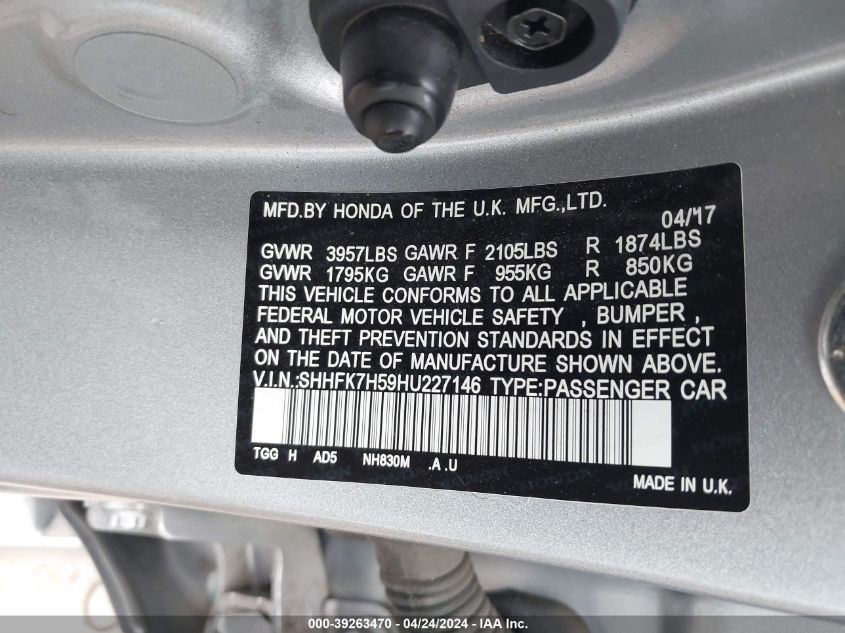 MFD.BY HONDA OF THE U.K. MFG.,LTD.
04/17
GVWR 3957LBS GAWR F 2105LBS R 1874LBS
GVWR 1795KG GAWR F 955KG R 850KG
THIS VEHICLE CONFORMS TO ALL APPLICABLE
FEDERAL MOTOR VEHICLE SAFETY , BUMPER ,
AND THEFT PREVENTION STANDARDS IN EFFECT
ON THE DATE OF MANUFACTURE SHOWN ABOVE.
V.I.N.:SHHFK7H59HU227146 TYPE:PASSENGER CAR
TGG H AD5 NH830M .A .U
MADE IN U.K.
000-39263470 - 04/24/2024 - IAA Inc.